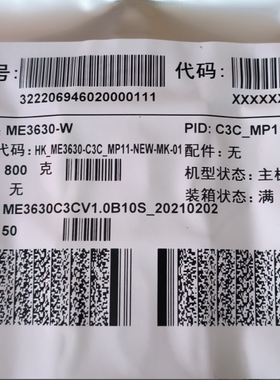 号: 代码:
322206946020000111 XXXXXX
: ME3630-W PID: C3C_MP1
代码: HK_ME3630-C3C_MP11-NEW-MK-01 配件: 无
800 克 机型状态: 主机
无 装箱状态: 满
ME3630C3CV1.0B10S_20210202
50